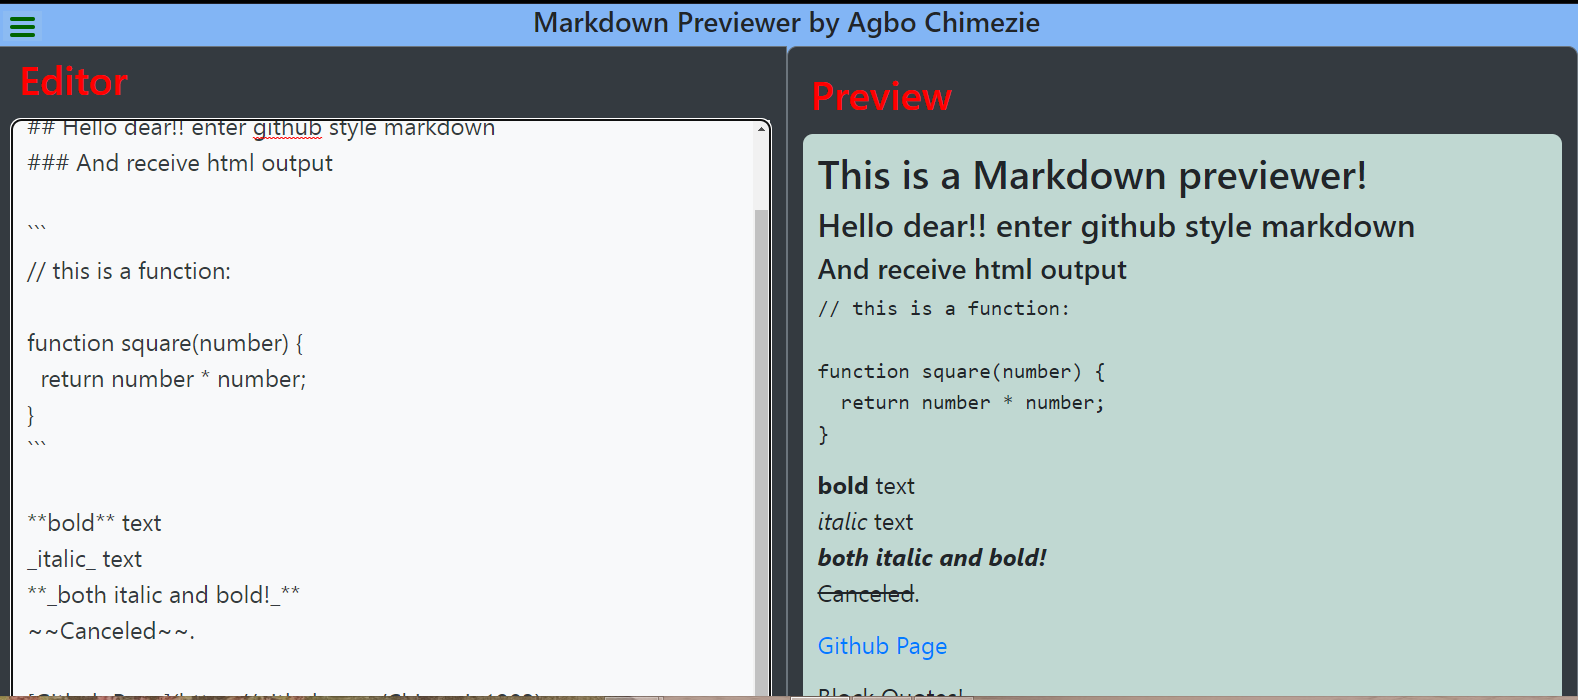 Markdown Previewer by Agbo Chimezie
Editor
## Hello dear!! enter github style markdown
### And receive html output
```
// this is a function:
function square(number) {
  return number * number;
}
```
**bold** text
_italic_ text
**_both italic and bold!_**
~~Canceled~~.
Preview
This is a Markdown previewer!
Hello dear!! enter github style markdown
And receive html output
// this is a function:
function square(number) {
  return number * number;
}
bold text
italic text
both italic and bold!
Canceled.
Github Page
Block Quotes!